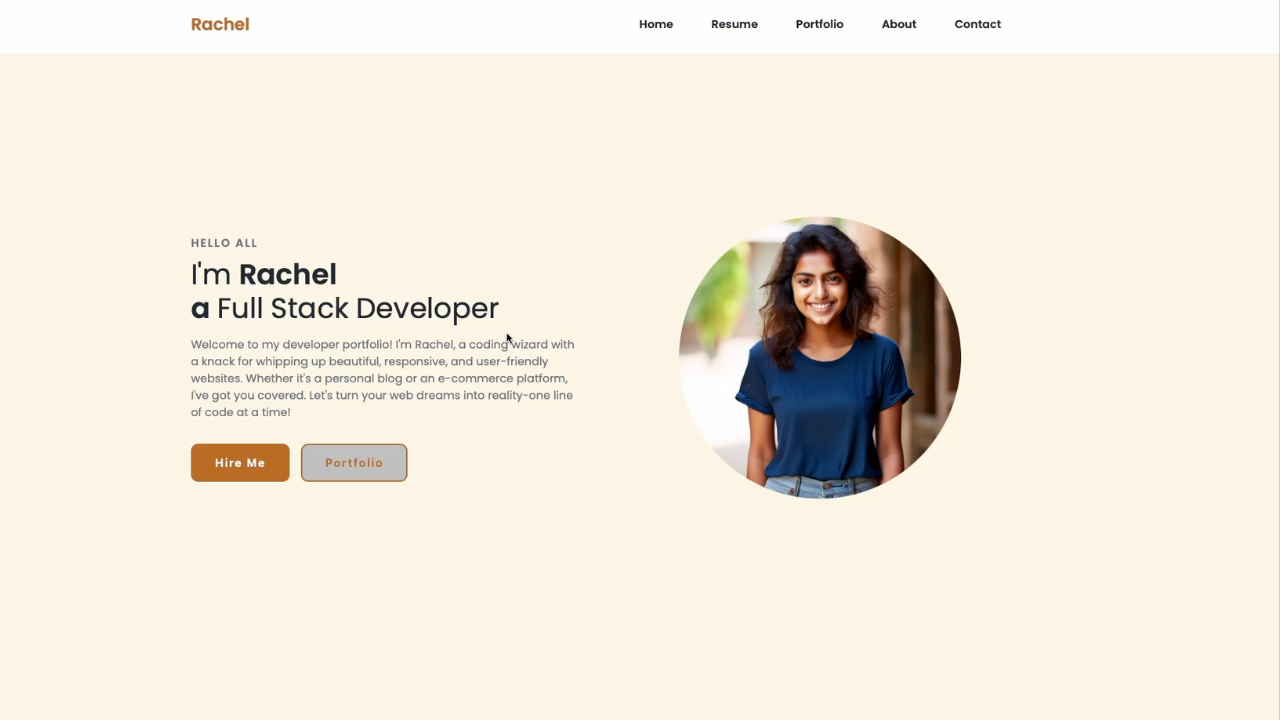 Rachel
Home Resume Portfolio About Contact
HELLO ALL
I'm Rachel
a Full Stack Developer
Welcome to my developer portfolio! I'm Rachel, a coding wizard with
a knack for whipping up beautiful, responsive, and user-friendly
websites. Whether it's a personal blog or an e-commerce platform,
I've got you covered. Let's turn your web dreams into reality-one line
of code at a time!
Hire Me Portfolio